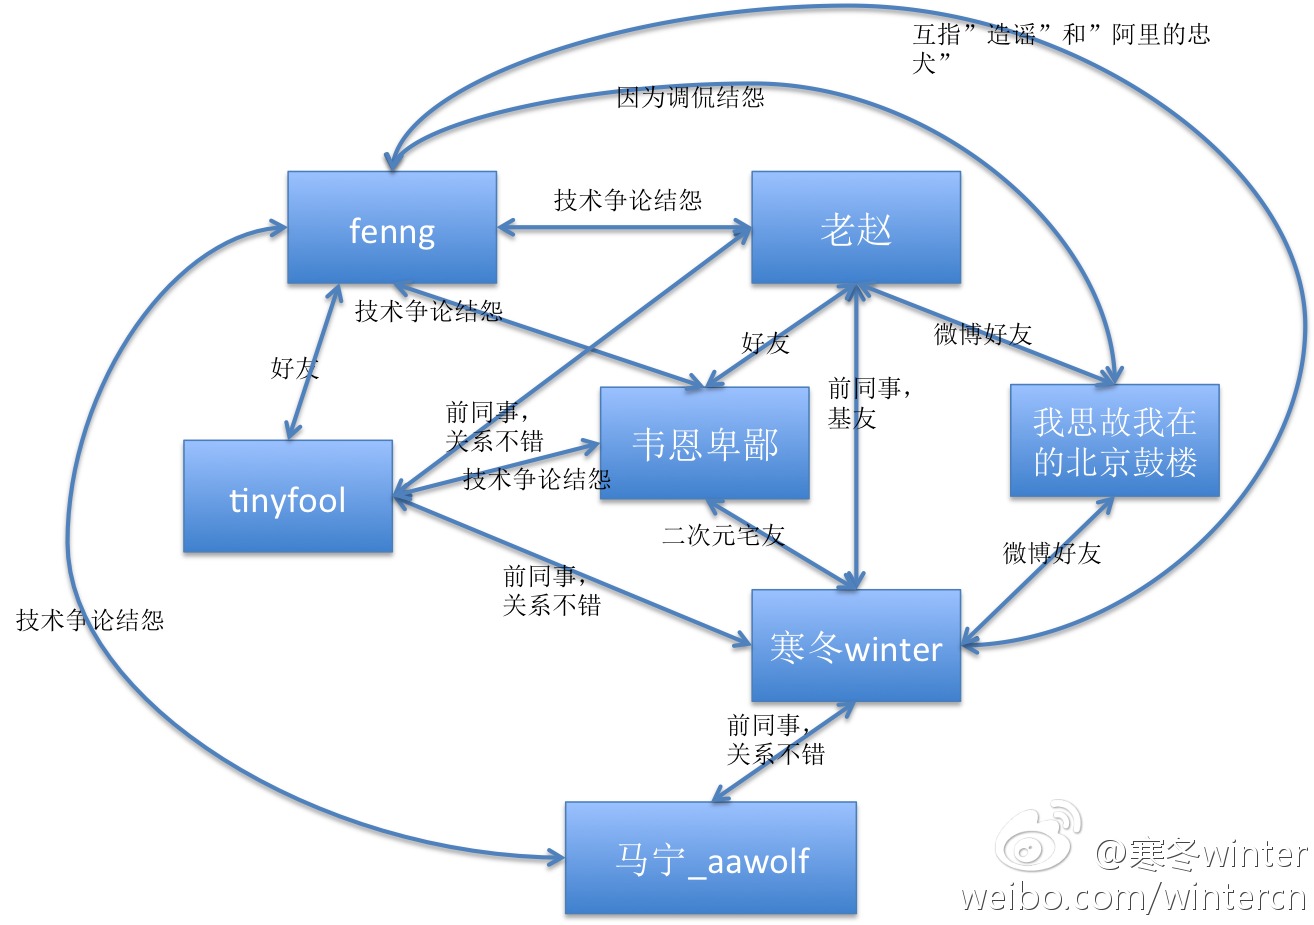 互指”造谣”和”阿里的忠
犬”
因为调侃结怨
技术争论结怨
fenng
老赵
技术争论结怨
好友
微博好友
好友
前同事,
基友
前同事,
关系不错
韦恩卑鄙
我思故我在
的北京鼓楼
技术争论结怨
tinyfool
二次元宅友
微博好友
前同事,
关系不错
技术争论结怨
寒冬winter
前同事,
关系不错
马宁_aawolf
@寒冬winter
weibo.com/wintercn